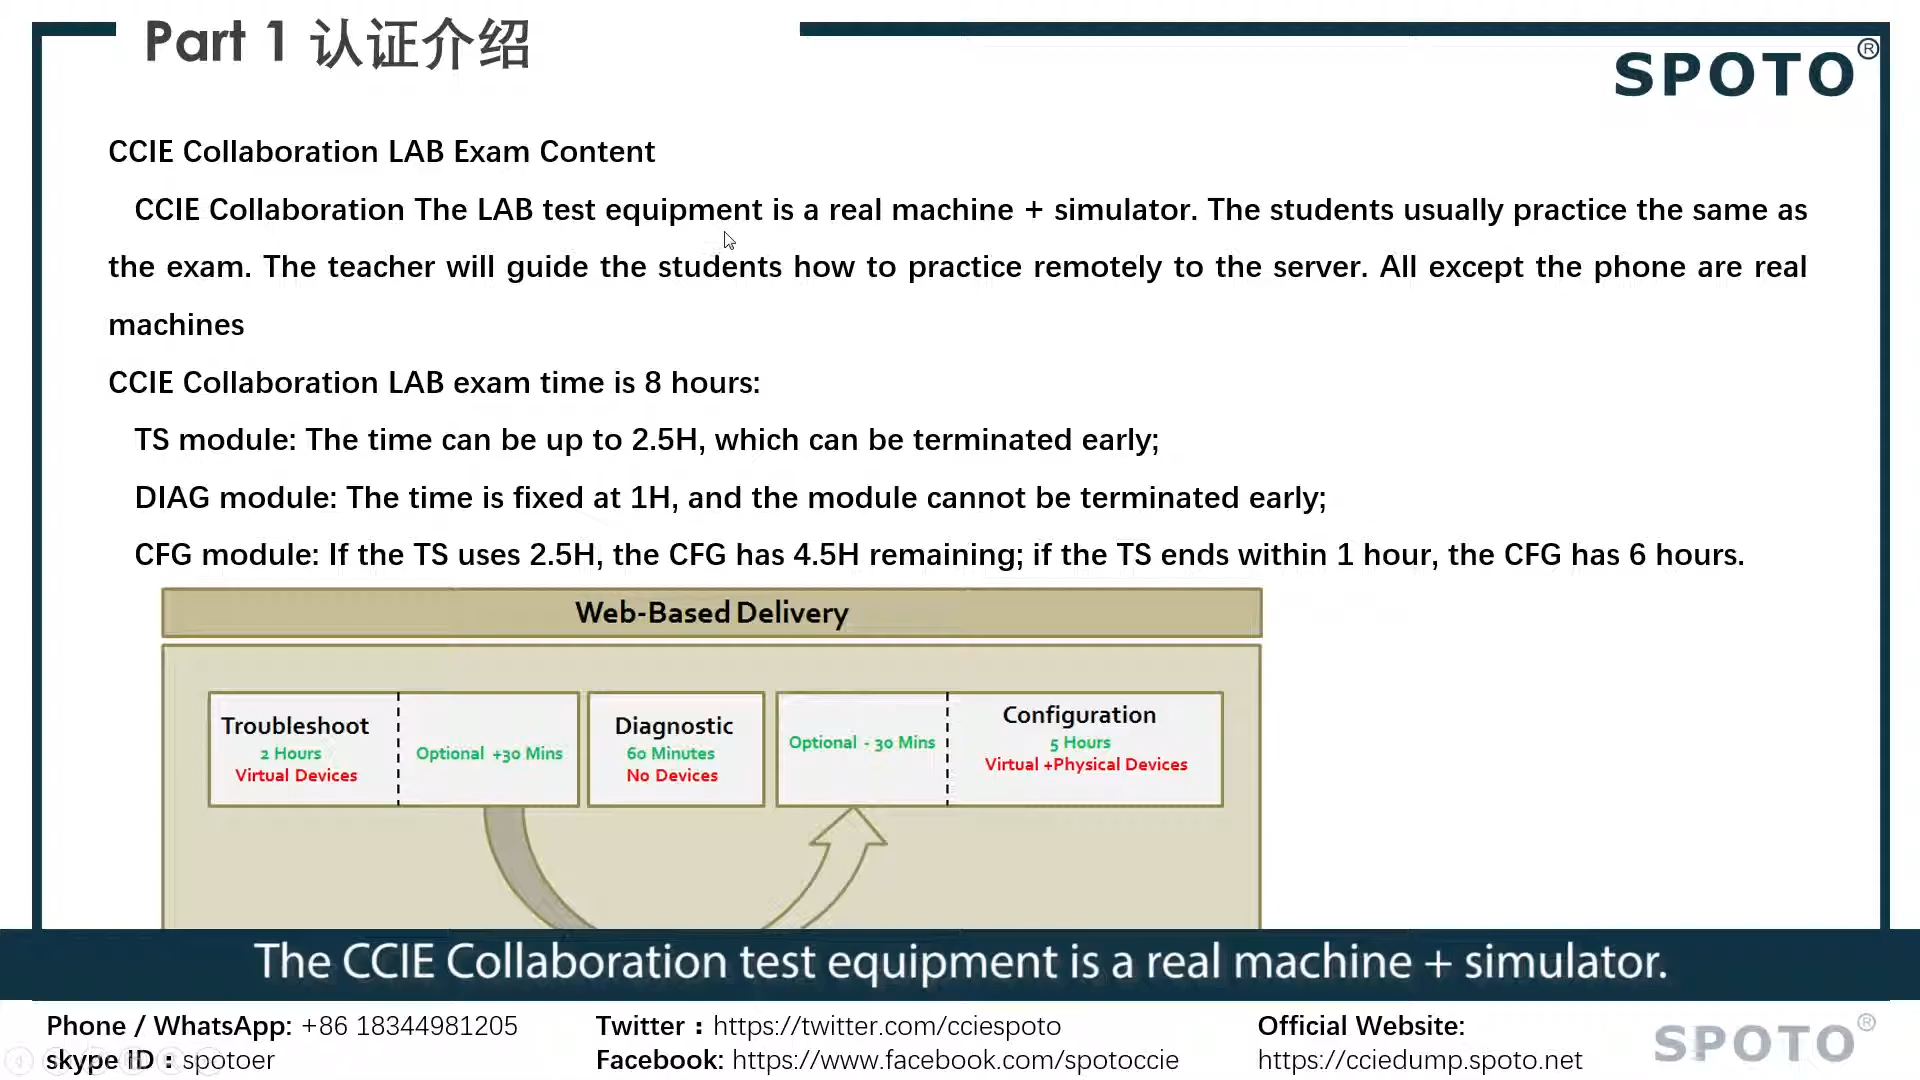 Part 1 认证介绍
SPOTO®
CCIE Collaboration LAB Exam Content
CCIE Collaboration The LAB test equipment is a real machine + simulator. The students usually practice the same as
the exam. The teacher will guide the students how to practice remotely to the server. All except the phone are real
machines
CCIE Collaboration LAB exam time is 8 hours:
TS module: The time can be up to 2.5H, which can be terminated early;
DIAG module: The time is fixed at 1H, and the module cannot be terminated early;
CFG module: If the TS uses 2.5H, the CFG has 4.5H remaining; if the TS ends within 1 hour, the CFG has 6 hours.
Web-Based Delivery
Troubleshoot
2 Hours
Virtual Devices
Optional +30 Mins
Diagnostic
60 Minutes
No Devices
Optional - 30 Mins
Configuration
5 Hours
Virtual +Physical Devices
The CCIE Collaboration test equipment is a real machine + simulator.
Phone / WhatsApp: +86 18344981205
skype ID：spotoer
Twitter：https://twitter.com/cciespoto
Facebook: https://www.facebook.com/spotoccie
Official Website:
https://cciedump.spoto.net
SPOTO®